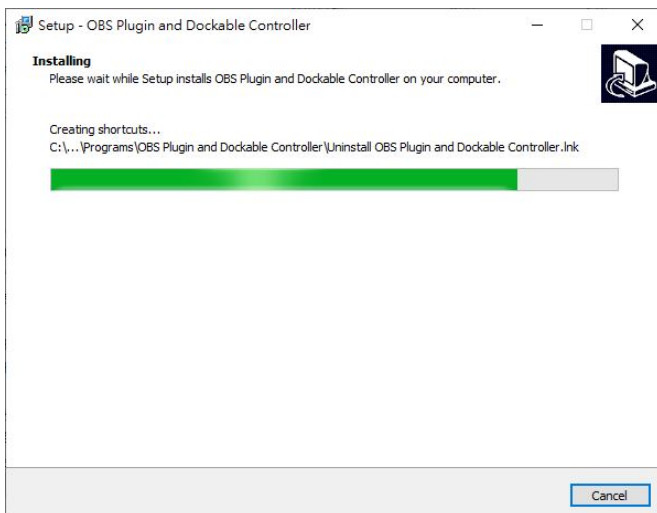 Setup - OBS Plugin and Dockable Controller
Installing
Please wait while Setup installs OBS Plugin and Dockable Controller on your computer.
Creating shortcuts...
C:\...\Programs\OBS Plugin and Dockable Controller\Uninstall OBS Plugin and Dockable Controller.lnk
Cancel